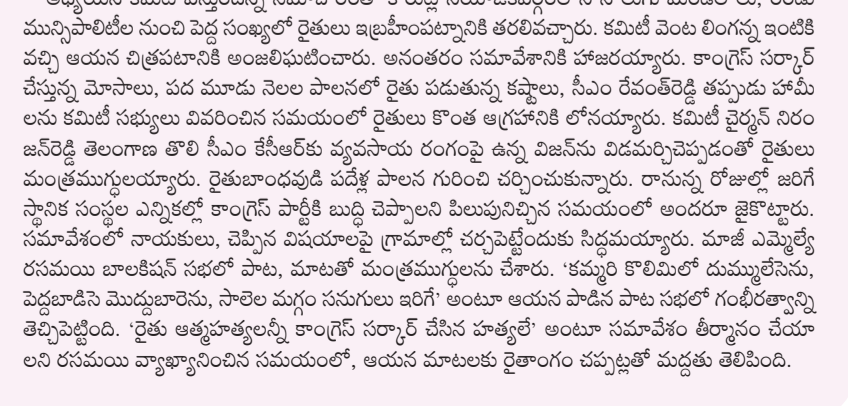 మున్సిపాలిటీల నుంచి పెద్ద సంఖ్యలో రైతులు ఇబ్రహీంపట్నానికి తరలివచ్చారు. కమిటీ వెంట లింగన్న ఇంటికి
వచ్చి ఆయన చిత్రపటానికి అంజలిఘటించారు. అనంతరం సమావేశానికి హాజరయ్యారు. కాంగ్రెస్ సర్కార్
చేస్తున్న మోసాలు, పద మూడు నెలల పాలనలో రైతు పడుతున్న కష్టాలు, సీఎం రేవంత్‌రెడ్డి తప్పుడు హామీ
లను కమిటీ సభ్యులు వివరించిన సమయంలో రైతులు కొంత ఆగ్రహానికి లోనయ్యారు. కమిటీ చైర్మన్ నిరం
జన్‌రెడ్డి తెలంగాణ తొలి సీఎం కేసీఆర్‌కు వ్యవసాయ రంగంపై ఉన్న విజన్‌ను విడమర్చిచెప్పడంతో రైతులు
మంత్రముగ్ధులయ్యారు. రైతుబాంధవుడి పదేళ్ల పాలన గురించి చర్చించుకున్నారు. రానున్న రోజుల్లో జరిగే
స్థానిక సంస్థల ఎన్నికల్లో కాంగ్రెస్ పార్టీకి బుద్ధి చెప్పాలని పిలుపునిచ్చిన సమయంలో అందరూ జైకొట్టారు.
సమావేశంలో నాయకులు, చెప్పిన విషయాలపై గ్రామాల్లో చర్చపెట్టేందుకు సిద్ధమయ్యారు. మాజీ ఎమ్మెల్యే
రసమయి బాలకిషన్ సభలో పాట, మాటతో మంత్రముగ్ధులను చేశారు. ‘కమ్మరి కొలిమిలో దుమ్ములేసెను,
పెద్దబాడిసె మొద్దుబారెను, సాలెల మగ్గం సనుగులు ఇరిగే’ అంటూ ఆయన పాడిన పాట సభలో గంభీరత్వాన్ని
తెచ్చిపెట్టింది. ‘రైతు ఆత్మహత్యలన్నీ కాంగ్రెస్ సర్కార్ చేసిన హత్యలే’ అంటూ సమావేశం తీర్మానం చేయా
లని రసమయి వ్యాఖ్యానించిన సమయంలో, ఆయన మాటలకు రైతాంగం చప్పట్లతో మద్దతు తెలిపింది.